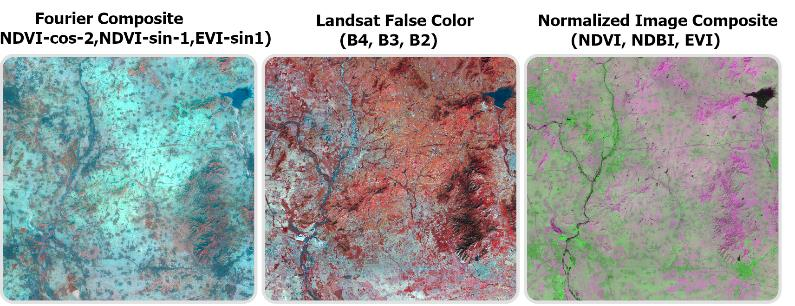 Fourier Composite
NDVI-cos-2,NDVI-sin-1,EVI-sin1)
Landsat False Color
(B4, B3, B2)
Normalized Image Composite
(NDVI, NDBI, EVI)